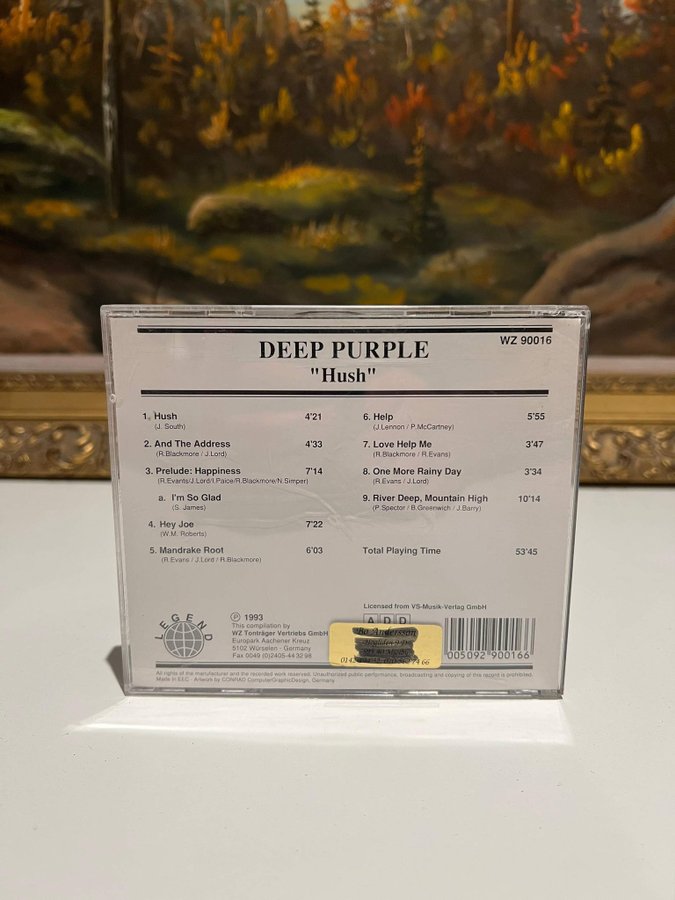 DEEP PURPLE
WZ 90016
"Hush"
1. Hush 4'21
(J. South)
2. And The Address 4'33
(R.Blackmore / J.Lord)
3. Prelude: Happiness 7'14
(R.Evants/J.Lord/I.Paice/R.Blackmore/N.Simper)
a. I'm So Glad
(S. James)
4. Hey Joe 7'22
(W.M. Roberts)
5. Mandrake Root 6'03
(R.Evans / J.Lord / R.Blackmore)
6. Help 5'55
(J.Lennon / P.McCartney)
7. Love Help Me 3'47
(R.Blackmore / R.Evans)
8. One More Rainy Day 3'34
(R.Evans / J.Lord)
9. River Deep, Mountain High 10'14
(P.Spector / B.Greenwich / J.Barry)
Total Playing Time 53'45
LEGEND
Ⓟ 1993
This compilation by
WZ Tonträger Vertriebs GmbH
Europark Aachener Kreuz
5102 Würselen - Germany
Fax 0049 (0)2405-44 32 98
Licensed from VS-Musik-Verlag GmbH
A D D
005092 900166
All rights of the manufacturer and the recorded work reserved. Unauthorized public performance, broadcasting and copying of this record is prohibited.
Made in EEC - Artwork by CONRAD ComputerGraphicDesign, Germany